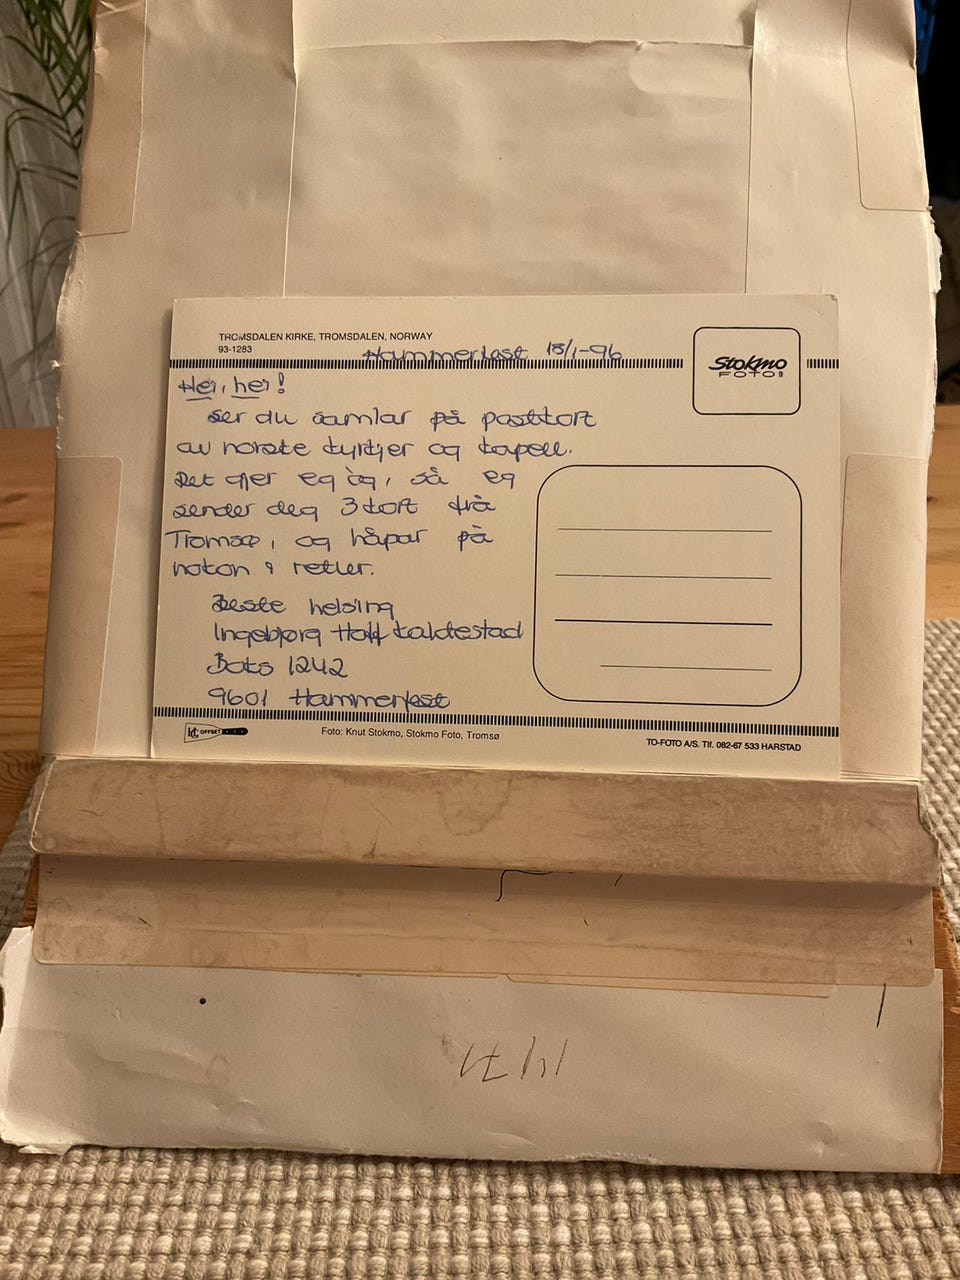 TROMSDALEN KIRKE, TROMSDALEN, NORWAY
93-1283
Hammerfest 18/1-96
Stokmo
FOTO
Hei, hei!
Ser du samlar på postkort
av norske kyrkjer og kapell.
Det gjer eg òg, så eg
sender deg 3 kort frå
Tromsø, og håpar på
nokon i retur.
Beste helsing
Ingebjørg Hoff Kaldestad
Boks 1242
9601 Hammerfest
OFFSET
Foto: Knut Stokmo, Stokmo Foto, Tromsø
TO-FOTO A/S. Tlf. 082-67 533 HARSTAD